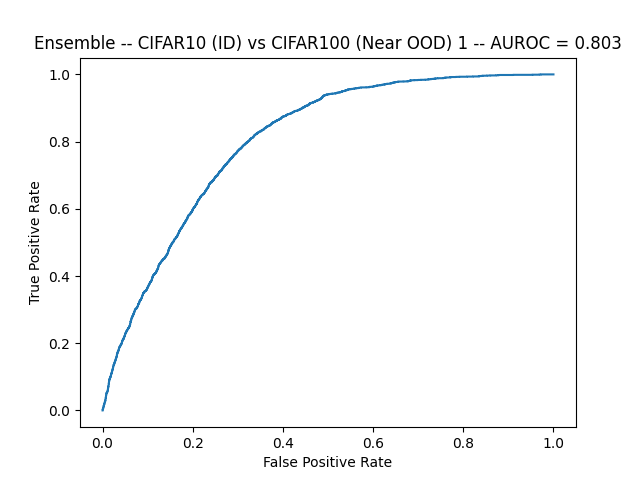 Ensemble -- CIFAR10 (ID) vs CIFAR100 (Near OOD) 1 -- AUROC = 0.803
1.0
0.8
0.6
0.4
0.2
0.0
True Positive Rate
0.0 0.2 0.4 0.6 0.8 1.0
False Positive Rate